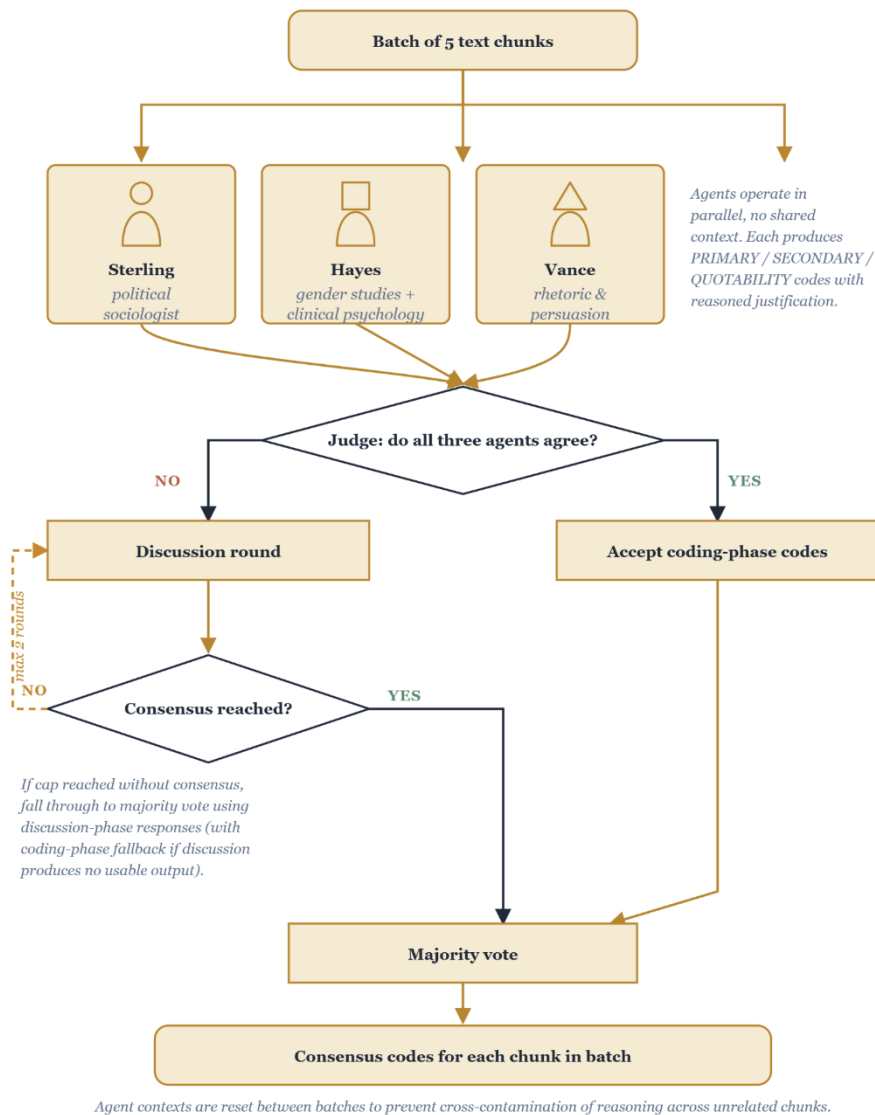 Batch of 5 text chunks
Sterling
political
sociologist
Hayes
gender studies +
clinical psychology
Vance
rhetoric &
persuasion
Agents operate in
parallel, no shared
context. Each produces
PRIMARY / SECONDARY /
QUOTABILITY codes with
reasoned justification.
Judge: do all three agents agree?
NO
YES
Discussion round
Accept coding-phase codes
max 2 rounds
NO
Consensus reached?
YES
If cap reached without consensus,
fall through to majority vote using
discussion-phase responses (with
coding-phase fallback if discussion
produces no usable output).
Majority vote
Consensus codes for each chunk in batch
Agent contexts are reset between batches to prevent cross-contamination of reasoning across unrelated chunks.